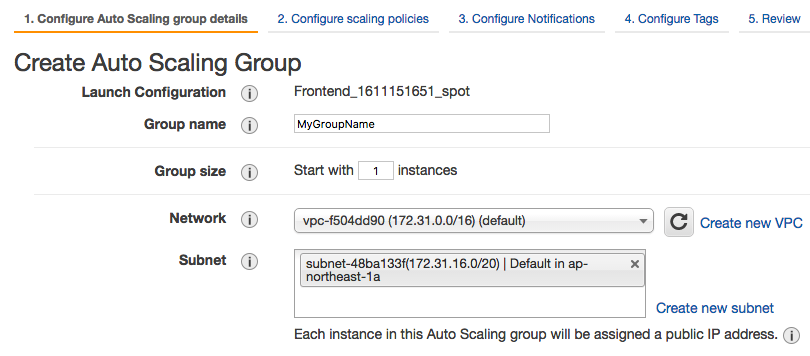 1. Configure Auto Scaling group details 2. Configure scaling policies 3. Configure Notifications 4. Configure Tags 5. Review
Create Auto Scaling Group
Launch Configuration i Frontend_1611151651_spot
Group name i MyGroupName
Group size i Start with 1 instances
Network i vpc-f504dd90 (172.31.0.0/16) (default) Create new VPC
Subnet i subnet-48ba133f(172.31.16.0/20) | Default in ap-
northeast-1a
Create new subnet
Each instance in this Auto Scaling group will be assigned a public IP address. i